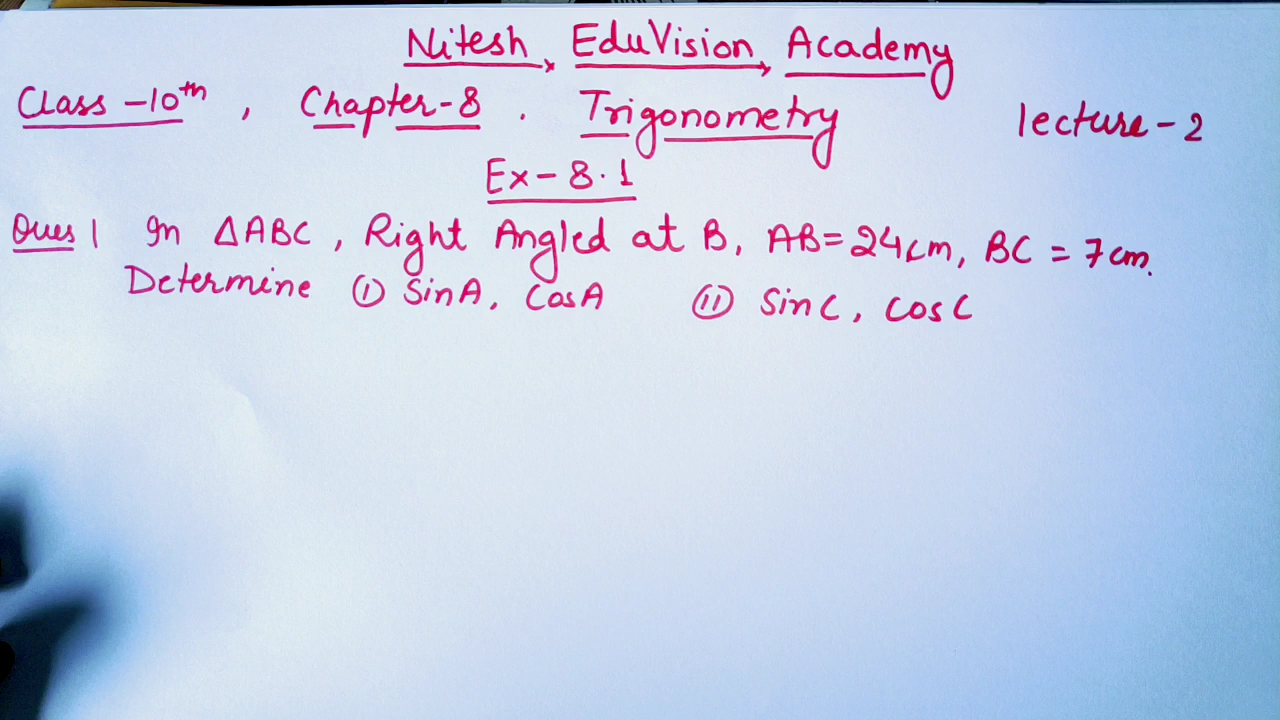 Nitesh EduVision Academy
Class - 10th, Chapter - 8. Trigonometry lecture - 2
Ex - 8.1
Ques 1 In ΔABC, Right Angled at B, AB = 24cm, BC = 7cm.
Determine (i) SinA, CosA (ii) SinC, CosC